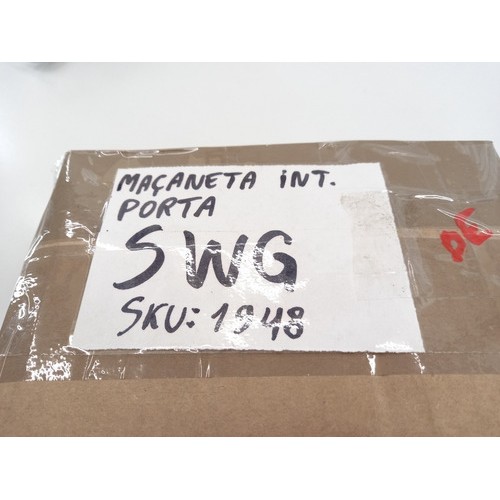 MAÇANETA INT.
PORTA
SWG
SKU: 1948